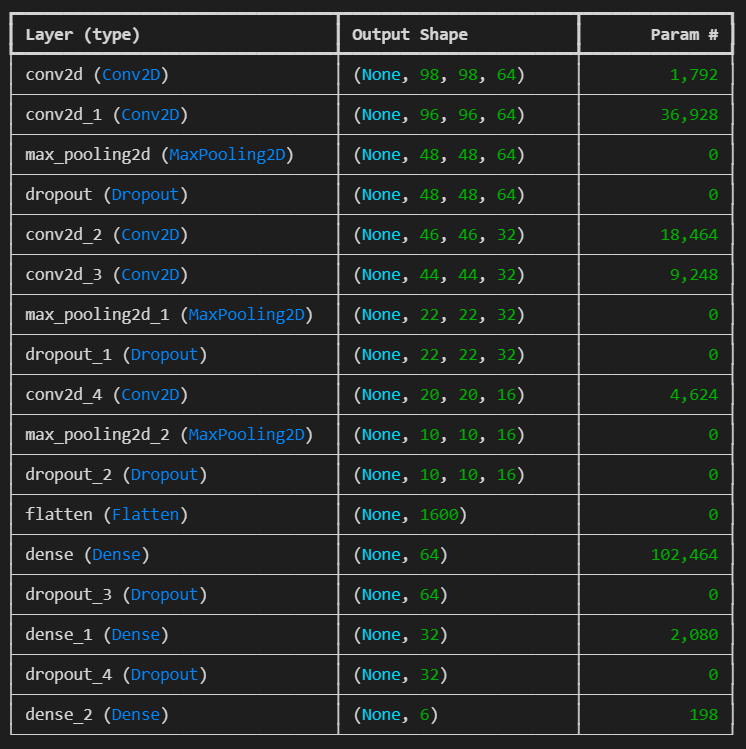 Layer (type) Output Shape Param #
conv2d (Conv2D) (None, 98, 98, 64) 1,792
conv2d_1 (Conv2D) (None, 96, 96, 64) 36,928
max_pooling2d (MaxPooling2D) (None, 48, 48, 64) 0
dropout (Dropout) (None, 48, 48, 64) 0
conv2d_2 (Conv2D) (None, 46, 46, 32) 18,464
conv2d_3 (Conv2D) (None, 44, 44, 32) 9,248
max_pooling2d_1 (MaxPooling2D) (None, 22, 22, 32) 0
dropout_1 (Dropout) (None, 22, 22, 32) 0
conv2d_4 (Conv2D) (None, 20, 20, 16) 4,624
max_pooling2d_2 (MaxPooling2D) (None, 10, 10, 16) 0
dropout_2 (Dropout) (None, 10, 10, 16) 0
flatten (Flatten) (None, 1600) 0
dense (Dense) (None, 64) 102,464
dropout_3 (Dropout) (None, 64) 0
dense_1 (Dense) (None, 32) 2,080
dropout_4 (Dropout) (None, 32) 0
dense_2 (Dense) (None, 6) 198